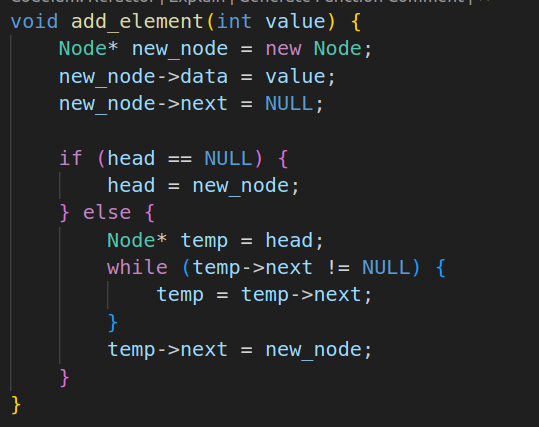 Codeium: Refactor | Explain | Generate Function Comment |
void add_element(int value) {
    Node* new_node = new Node;
    new_node->data = value;
    new_node->next = NULL;

    if (head == NULL) {
        head = new_node;
    } else {
        Node* temp = head;
        while (temp->next != NULL) {
            temp = temp->next;
        }
        temp->next = new_node;
    }
}